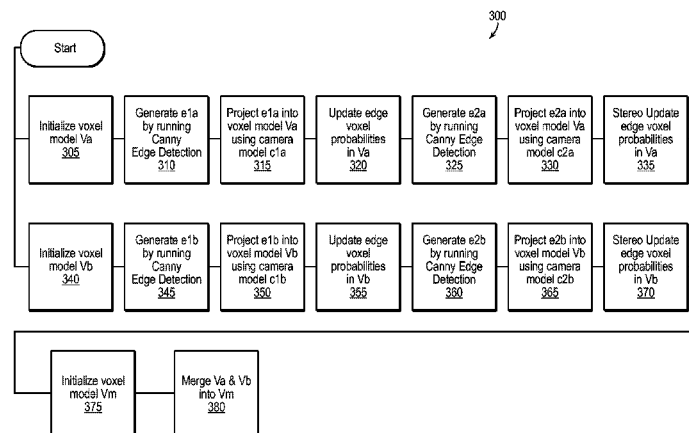 300
Start
Initialize voxel
model Va
305
Generate e1a
by running
Canny
Edge Detection
310
Project e1a into
voxel model Va
using camera
model c1a
315
Update edge
voxel
probabilities
in Va
320
Generate e2a
by running
Canny Edge
Detection
325
Project e2a into
voxel model Va
using camera
model c2a
330
Stereo Update
edge voxel
probabilities
in Va
335
Initialize voxel
model Vb
340
Generate e1b
by running
Canny
Edge Detection
345
Project e1b into
voxel model Vb
using camera
model c1b
350
Update edge
voxel
probabilities
in Vb
355
Generate e2b
by running
Canny Edge
Detection
360
Project e2b into
voxel model Vb
using camera
model c2b
365
Stereo Update
edge voxel
probabilities
in Vb
370
Initialize voxel
model Vm
375
Merge Va & Vb
into Vm
380